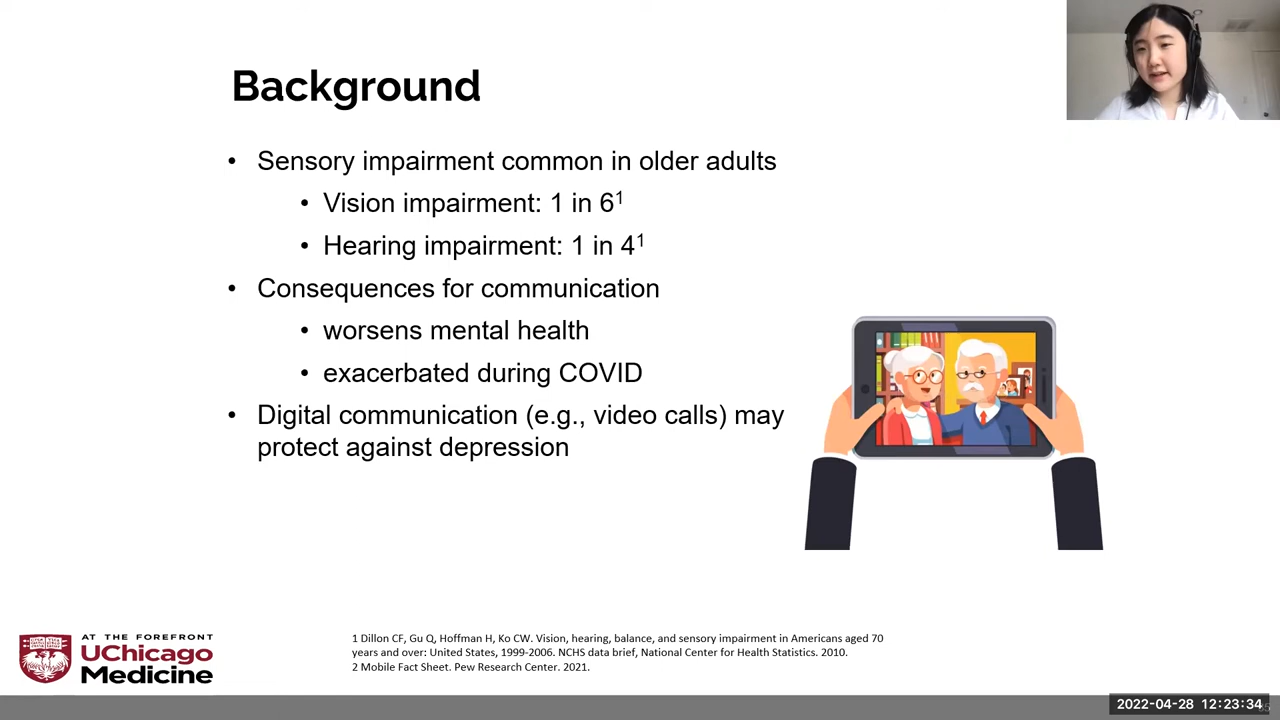 Background
• Sensory impairment common in older adults
• Vision impairment: 1 in 6¹
• Hearing impairment: 1 in 4¹
• Consequences for communication
• worsens mental health
• exacerbated during COVID
• Digital communication (e.g., video calls) may
protect against depression
AT THE FOREFRONT
UChicago
Medicine
1 Dillon CF, Gu Q, Hoffman H, Ko CW. Vision, hearing, balance, and sensory impairment in Americans aged 70
years and over: United States, 1999-2006. NCHS data brief, National Center for Health Statistics. 2010.
2 Mobile Fact Sheet. Pew Research Center. 2021.
2022-04-28 12:23:34